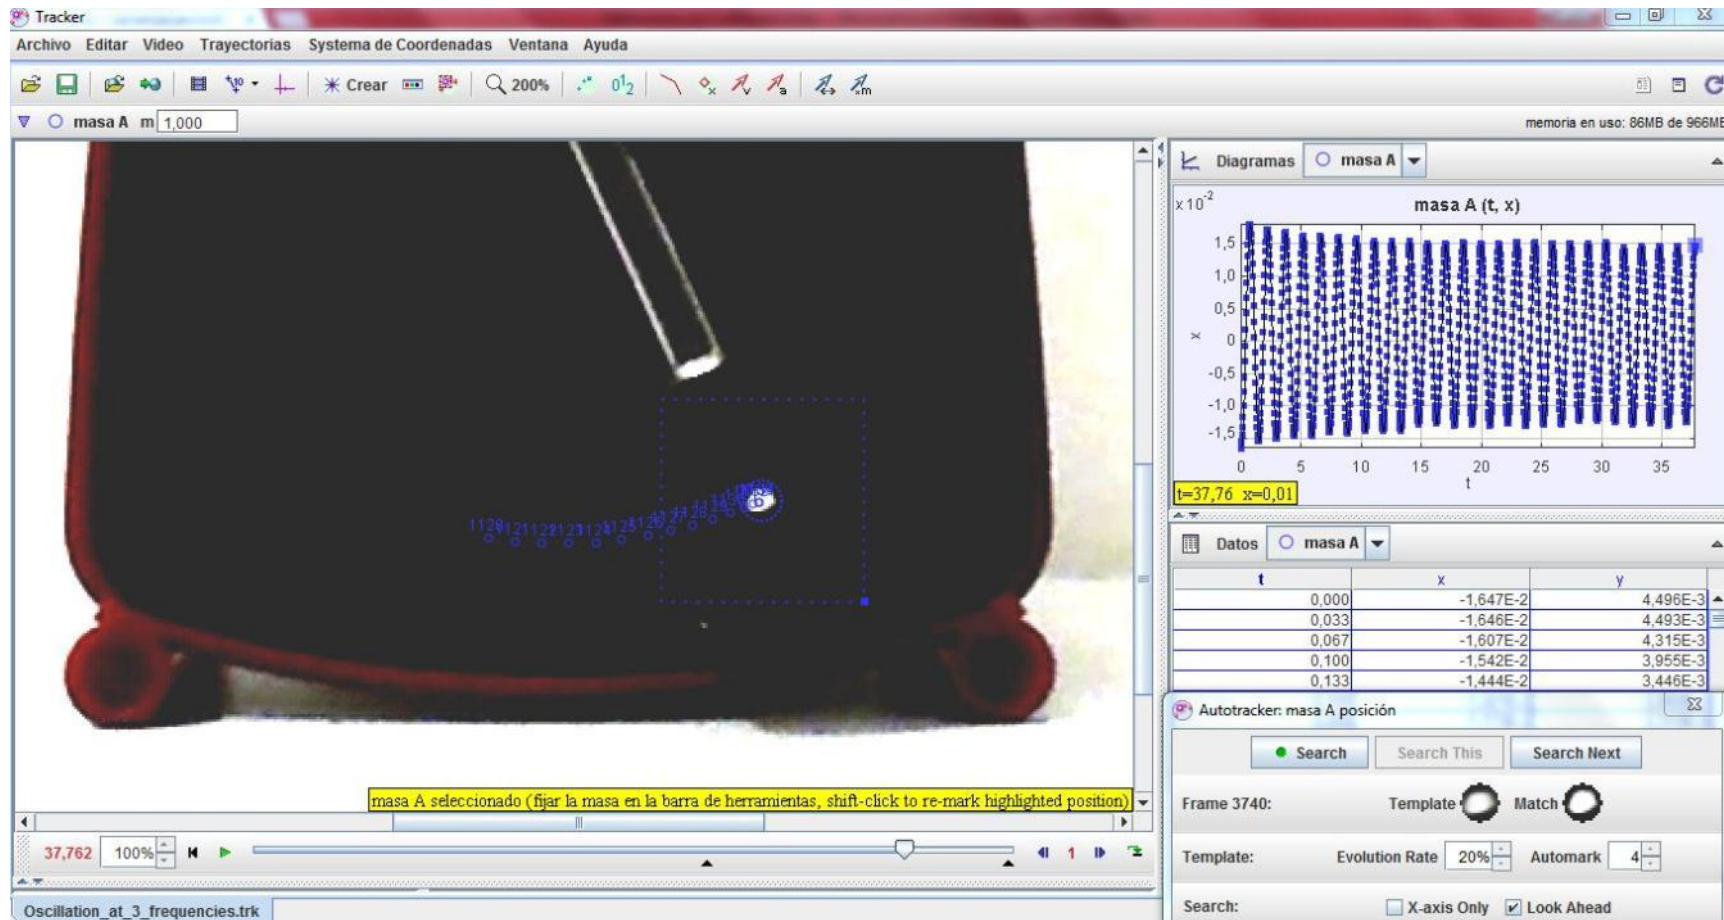 Tracker
Archivo Editar Video Trayectorias Systema de Coordenadas Ventana Ayuda
Crear 200%
masa A m 1,000
memoria en uso: 86MB de 966MB
Diagramas masa A
x 10-2
masa A (t, x)
1,5
1,0
0,5
0
-0,5
-1,0
-1,5
x
0 5 10 15 20 25 30 35
t
t=37,76 x=0,01
Datos masa A
t x y
0,000 -1,647E-2 4,496E-3
0,033 -1,646E-2 4,493E-3
0,067 -1,607E-2 4,315E-3
0,100 -1,542E-2 3,955E-3
0,133 -1,444E-2 3,446E-3
masa A seleccionado (fijar la masa en la barra de herramientas, shift-click to re-mark highlighted position)
37,762 100% 1
Oscillation_at_3_frequencies.trk
Autotracker: masa A posición
Search Search This Search Next
Frame 3740: Template Match
Template: Evolution Rate 20% Automark 4
Search: X-axis Only Look Ahead